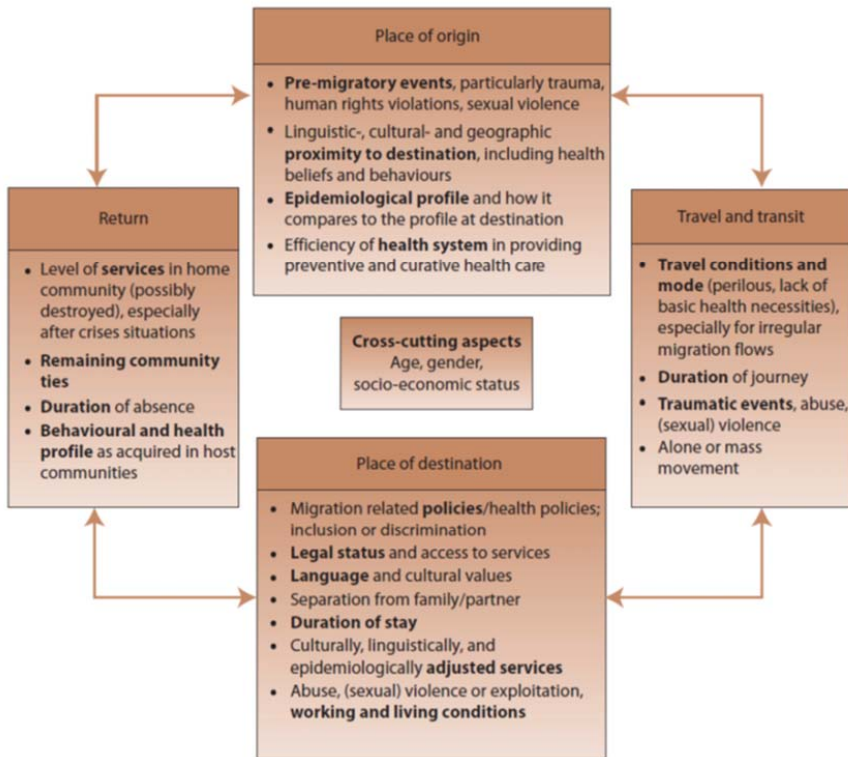 Place of origin
• Pre-migratory events, particularly trauma,
human rights violations, sexual violence
• Linguistic-, cultural- and geographic
proximity to destination, including health
beliefs and behaviours
• Epidemiological profile and how it
compares to the profile at destination
• Efficiency of health system in providing
preventive and curative health care
Return
• Level of services in home
community (possibly
destroyed), especially
after crises situations
• Remaining community
ties
• Duration of absence
• Behavioural and health
profile as acquired in host
communities
Cross-cutting aspects
Age, gender,
socio-economic status
Travel and transit
• Travel conditions and
mode (perilous, lack of
basic health necessities),
especially for irregular
migration flows
• Duration of journey
• Traumatic events, abuse,
(sexual) violence
• Alone or mass
movement
Place of destination
• Migration related policies/health policies;
inclusion or discrimination
• Legal status and access to services
• Language and cultural values
• Separation from family/partner
• Duration of stay
• Culturally, linguistically, and
epidemiologically adjusted services
• Abuse, (sexual) violence or exploitation,
working and living conditions